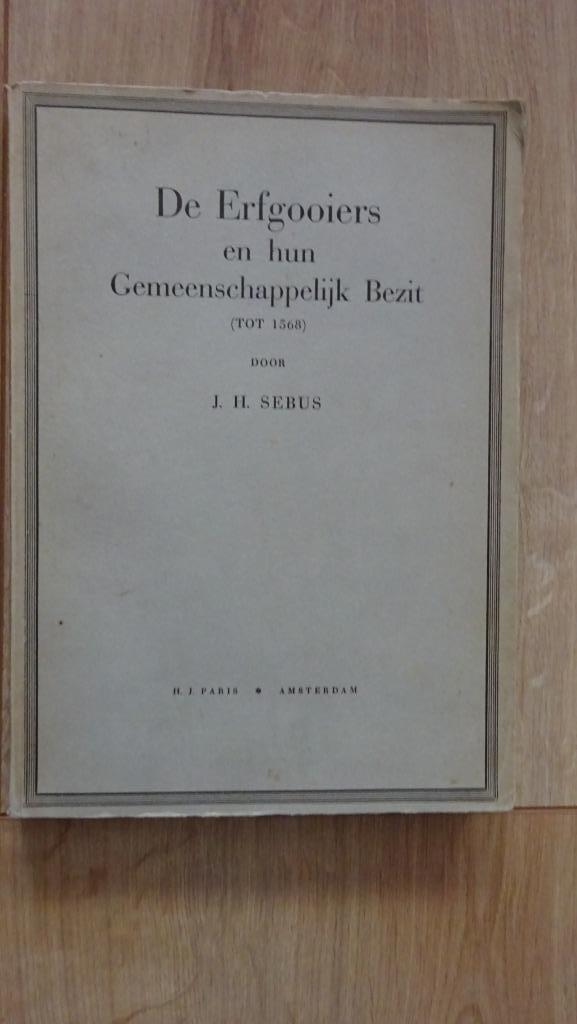 De Erfgooiers
en hun
Gemeenschappelijk Bezit
(TOT 1568)
DOOR
J. H. SEBUS
H. J. PARIS * AMSTERDAM